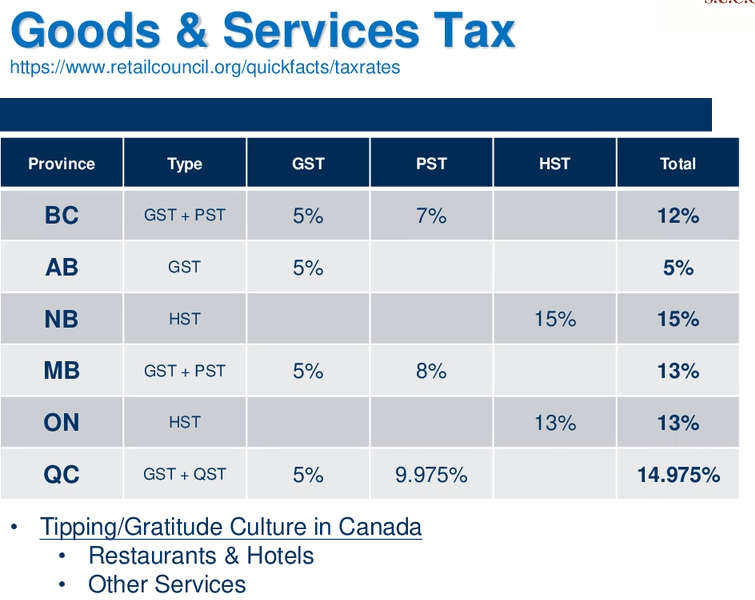 Goods & Services Tax
https://www.retailcouncil.org/quickfacts/taxrates
Province Type GST PST HST Total
BC GST + PST 5% 7% 12%
AB GST 5% 5%
NB HST 15% 15%
MB GST + PST 5% 8% 13%
ON HST 13% 13%
QC GST + QST 5% 9.975% 14.975%
• Tipping/Gratitude Culture in Canada
• Restaurants & Hotels
• Other Services